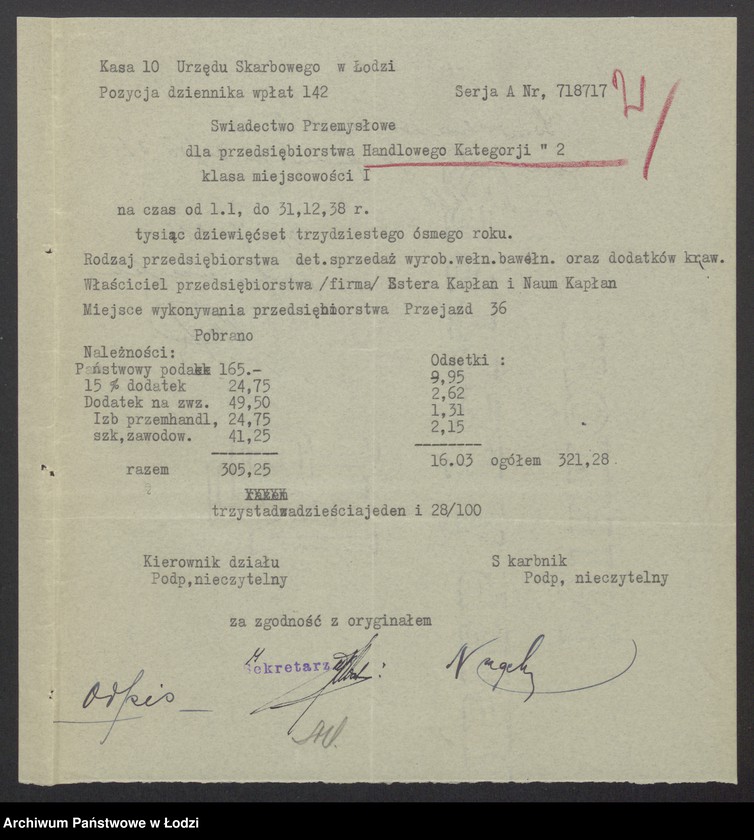 Kasa 10 Urzędu Skarbowego w Łodzi
Pozycja dziennika wpłat 142 Serja A Nr, 718717
Swiadectwo Przemysłowe
dla przedsiębiorstwa Handlowego Kategorji " 2
klasa miejscowości I
na czas od 1.1, do 31,12,38 r.
tysiąc dziewięćset trzydziestego ósmego roku.
Rodzaj przedsiębiorstwa det.sprzedaż wyrob.wełn.bawełn. oraz dodatków kraw.
Właściciel przedsiębiorstwa /firma/ Estera Kapłan i Naum Kapłan
Miejsce wykonywania przedsiębiorstwa Przejazd 36
Pobrano
Należności: Odsetki :
Państwowy podatek 165.- 9,95
15 % dodatek 24,75 2,62
Dodatek na zwz. 49,50 1,31
Izb przemhandl, 24,75 2,15
szk,zawodow. 41,25
razem 305,25 16.03 ogółem 321,28
razem
trzystadwadzieściajeden i 28/100
Kierownik działu Skarbnik
Podp,nieczytelny Podp, nieczytelny
za zgodność z oryginałem
Sekretarz
Odpis
Archiwum Państwowe w Łodzi